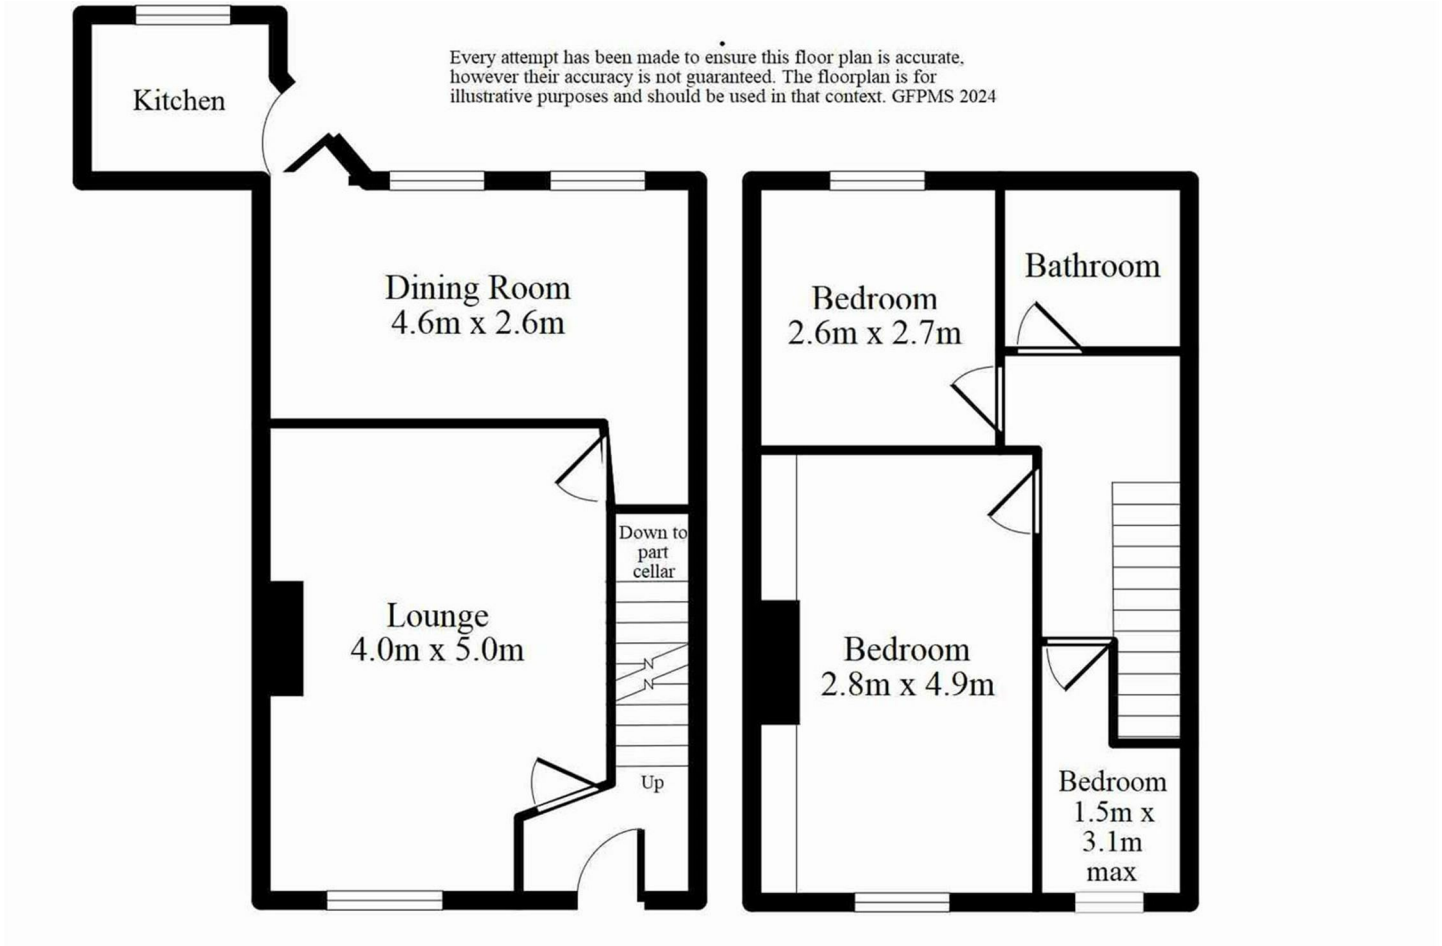 Every attempt has been made to ensure this floor plan is accurate,
however their accuracy is not guaranteed. The floorplan is for
illustrative purposes and should be used in that context. GFPMS 2024
Kitchen
Dining Room
4.6m x 2.6m
Lounge
4.0m x 5.0m
Down to
part
cellar
Up
Bedroom
2.6m x 2.7m
Bathroom
Bedroom
2.8m x 4.9m
Bedroom
1.5m x
3.1m
max